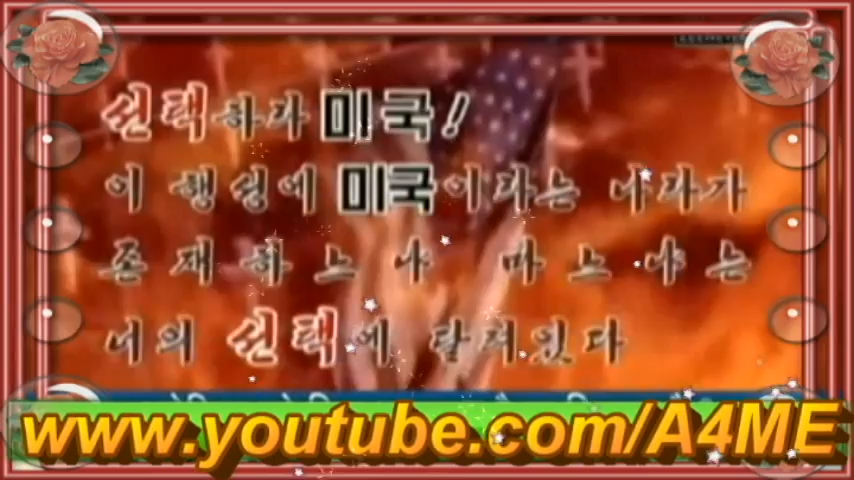 선택하라 미국!
이 행성에 미국이라는 나라가
존재하느냐 마느냐는
너의 선택에 달려있다
www.youtube.com/A4ME